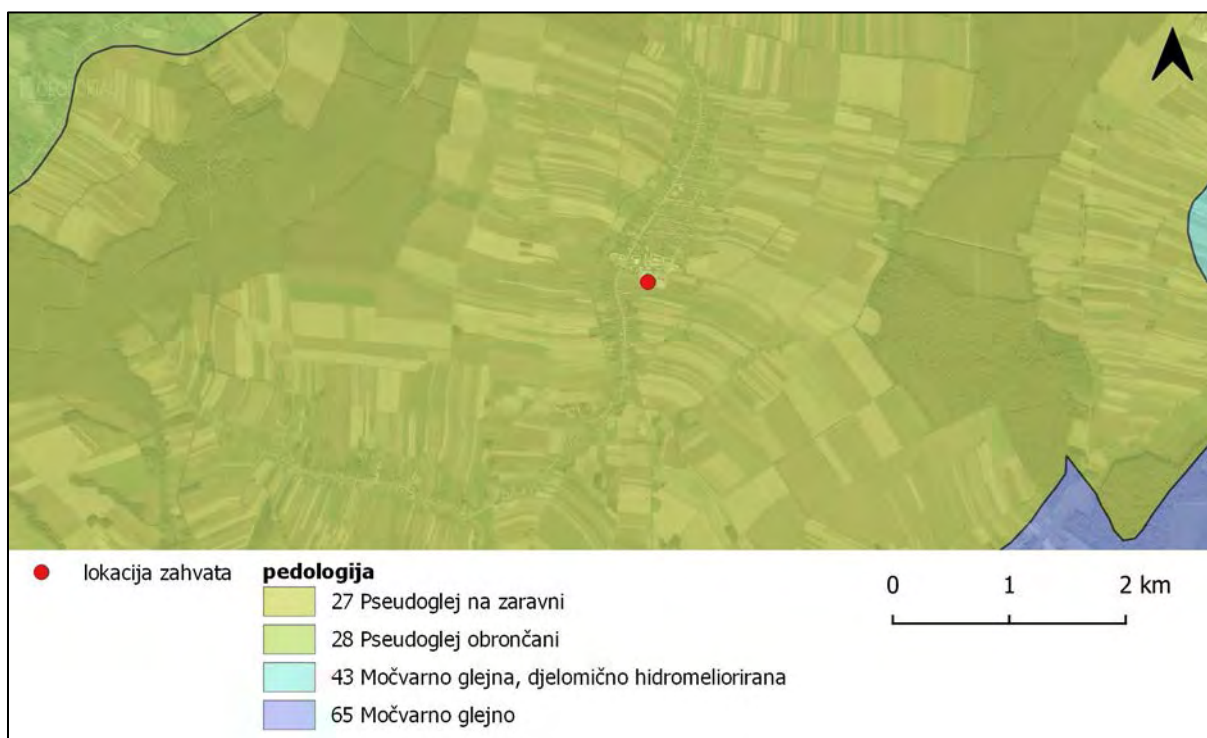 lokacija zahvata
pedologija
27 Pseudoglej na zaravni
28 Pseudoglej obrončani
43 Močvarno glejna, djelomično hidromeliorirana
65 Močvarno glejno
0 1 2 km